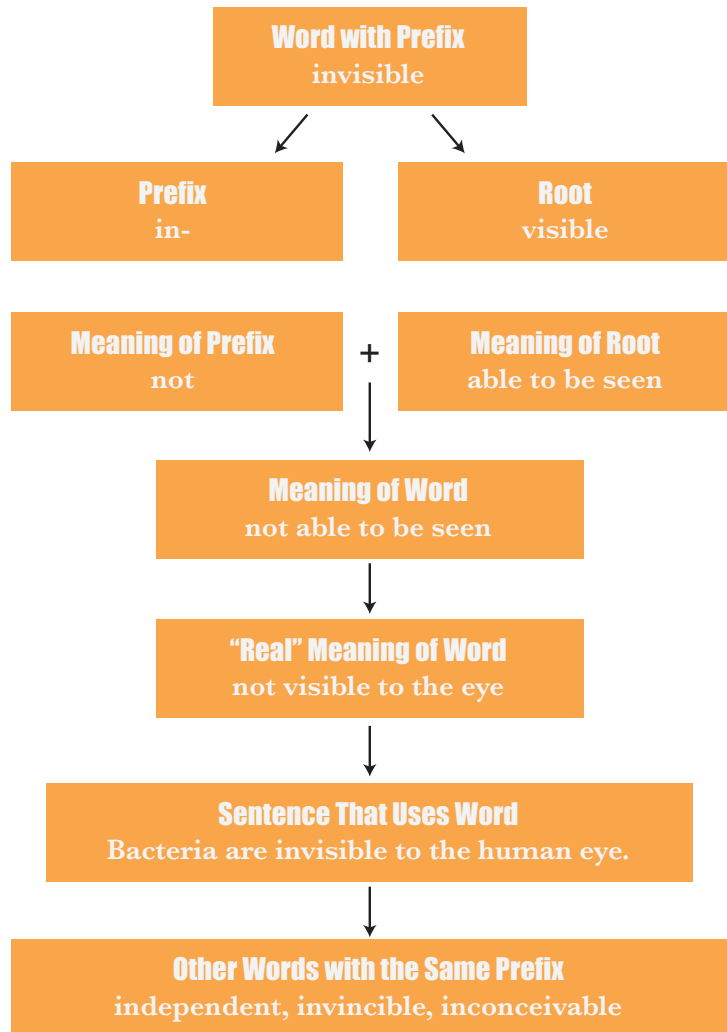 Word with Prefix
invisible
Prefix
in-
Root
visible
Meaning of Prefix
not
+
Meaning of Root
able to be seen
Meaning of Word
not able to be seen
“Real” Meaning of Word
not visible to the eye
Sentence That Uses Word
Bacteria are invisible to the human eye.
Other Words with the Same Prefix
independent, invincible, inconceivable